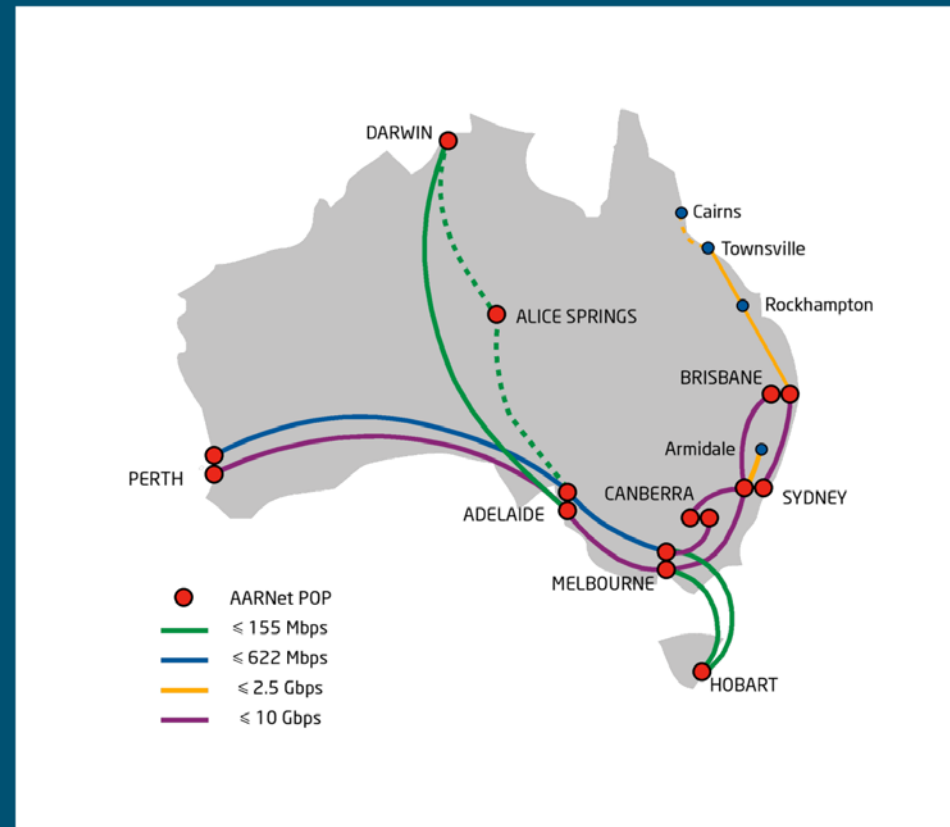 DARWIN
Cairns
Townsville
Rockhampton
ALICE SPRINGS
BRISBANE
Armidale
PERTH
CANBERRA
SYDNEY
ADELAIDE
MELBOURNE
HOBART
AARNet POP
⩽ 155 Mbps
⩽ 622 Mbps
⩽ 2.5 Gbps
⩽ 10 Gbps